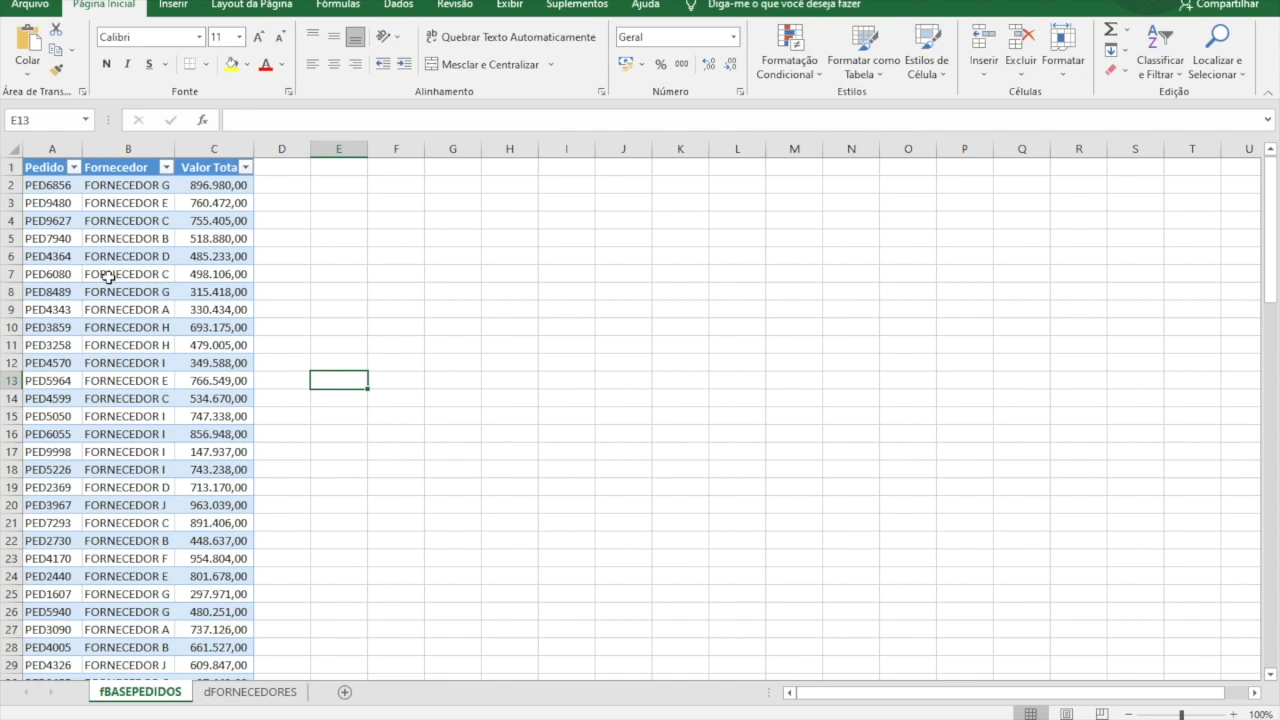 Arquivo Página Inicial Inserir Layout da Página Fórmulas Dados Revisão Exibir Suplementos Ajuda Diga-me o que você deseja fazer Compartilhar
Calibri 11 Quebrar Texto Automaticamente Geral
Colar N I S A Mesclar e Centralizar % 000 Formatação Condicional Formatar como Tabela Estilos de Célula Inserir Excluir Formatar Classificar e Filtrar Localizar e Selecionar
Área de Trans... Fonte Alinhamento Número Estilos Células Edição
E13 fx
A B C D E F G H I J K L M N O P Q R S T U
1 Pedido Fornecedor Valor Tota
2 PED6856 FORNECEDOR G 896.980,00
3 PED9480 FORNECEDOR E 760.472,00
4 PED9627 FORNECEDOR C 755.405,00
5 PED7940 FORNECEDOR B 518.880,00
6 PED4364 FORNECEDOR D 485.233,00
7 PED6080 FORNECEDOR C 498.106,00
8 PED8489 FORNECEDOR G 315.418,00
9 PED4343 FORNECEDOR A 330.434,00
10 PED3859 FORNECEDOR H 693.175,00
11 PED3258 FORNECEDOR H 479.005,00
12 PED4570 FORNECEDOR I 349.588,00
13 PED5964 FORNECEDOR E 766.549,00
14 PED4599 FORNECEDOR C 534.670,00
15 PED5050 FORNECEDOR I 747.338,00
16 PED6055 FORNECEDOR I 856.948,00
17 PED9998 FORNECEDOR I 147.937,00
18 PED5226 FORNECEDOR I 743.238,00
19 PED2369 FORNECEDOR D 713.170,00
20 PED3967 FORNECEDOR J 963.039,00
21 PED7293 FORNECEDOR C 891.406,00
22 PED2730 FORNECEDOR B 448.637,00
23 PED4170 FORNECEDOR F 954.804,00
24 PED2440 FORNECEDOR E 801.678,00
25 PED1607 FORNECEDOR G 297.971,00
26 PED5940 FORNECEDOR G 480.251,00
27 PED3090 FORNECEDOR A 737.126,00
28 PED4005 FORNECEDOR B 661.527,00
29 PED4326 FORNECEDOR J 609.847,00
fBASEPEDIDOS dFORNECEDORES
100%